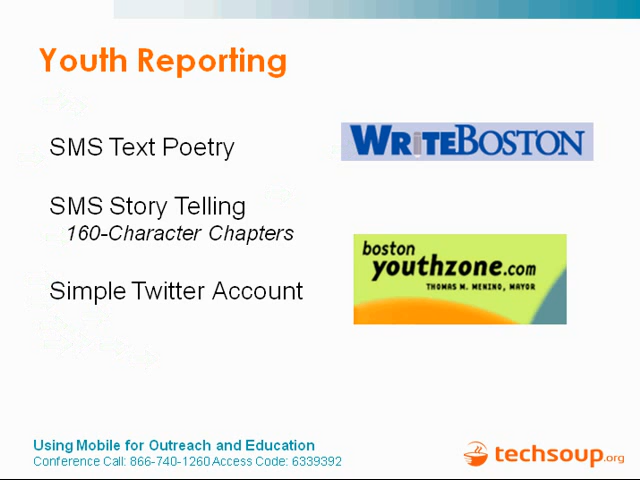 Youth Reporting
SMS Text Poetry
WRITEBOSTON
SMS Story Telling
160-Character Chapters
boston
youthzone.com
THOMAS M. MENINO, MAYOR
Simple Twitter Account
Using Mobile for Outreach and Education
Conference Call: 866-740-1260 Access Code: 6339392
techsoup.org